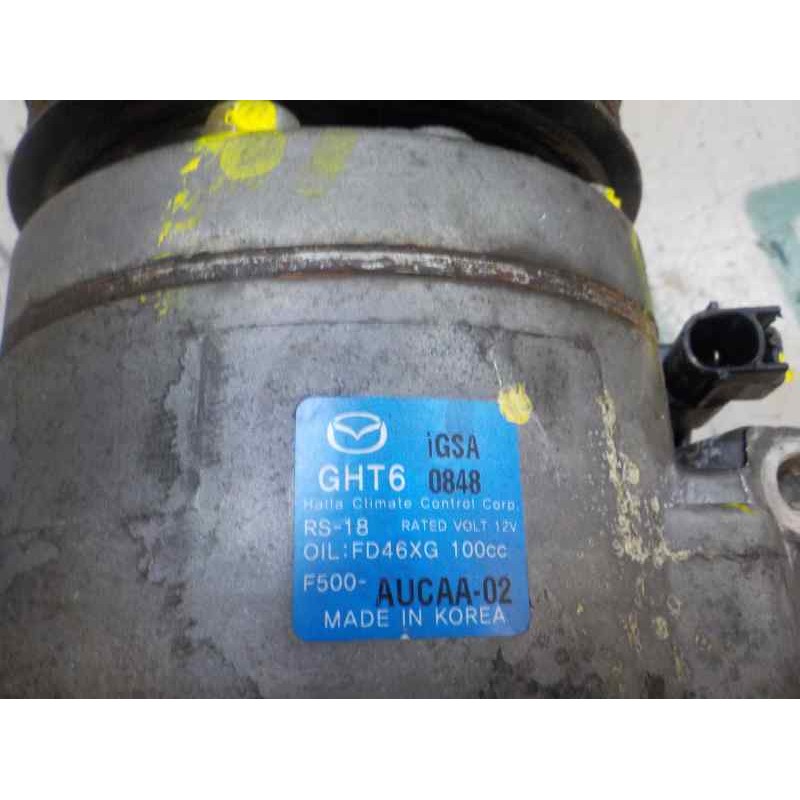 iGSA
GHT6 0848
Halla Climate Control Corp.
RS-18 RATED VOLT 12V
OIL:FD46XG 100cc
F500- AUCAA-02
MADE IN KOREA